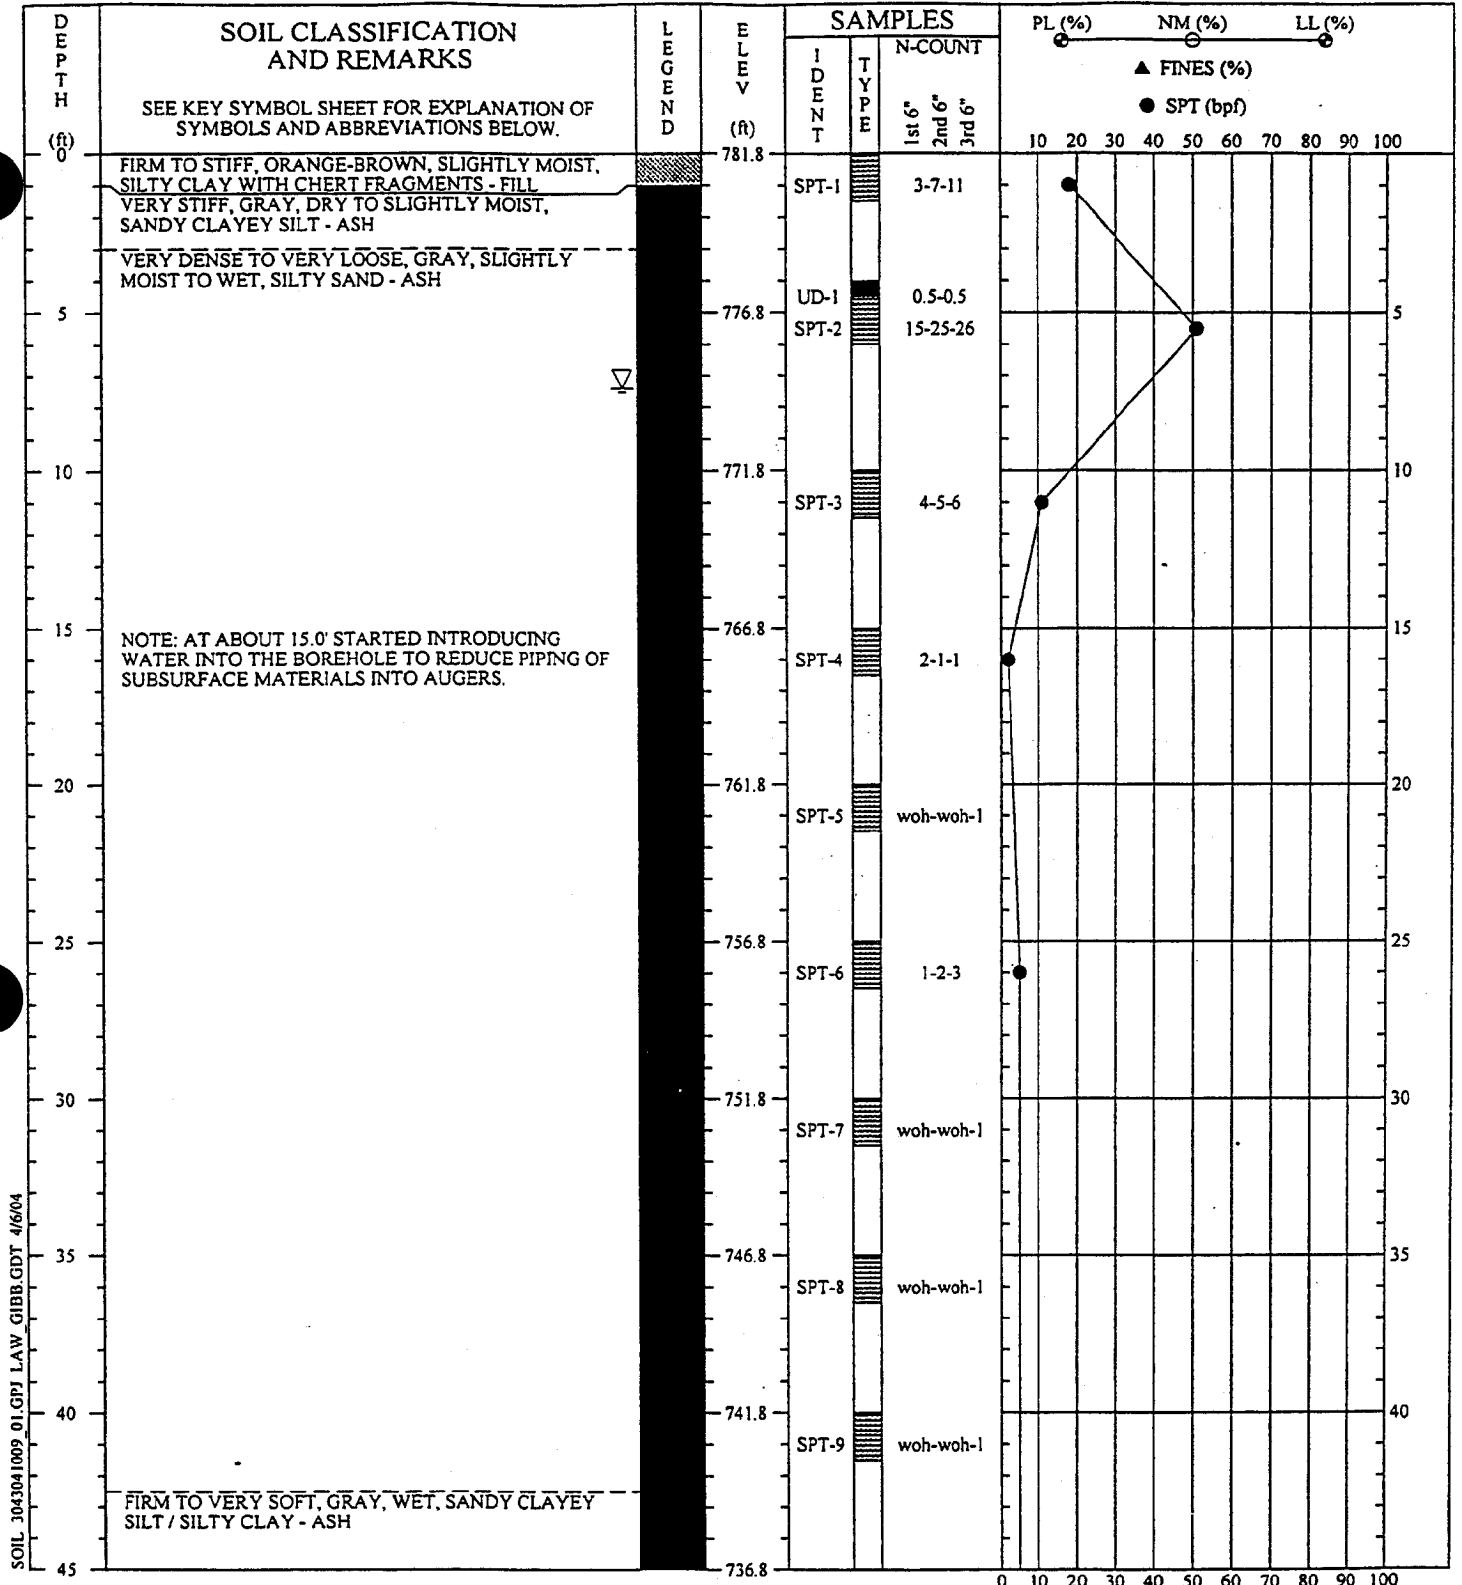 DEPTH
(ft)
SOIL CLASSIFICATION
AND REMARKS
SEE KEY SYMBOL SHEET FOR EXPLANATION OF
SYMBOLS AND ABBREVIATIONS BELOW.
LEGEND
ELEV
(ft)
SAMPLES
IDENT
TYPE
N-COUNT
1st 6"
2nd 6"
3rd 6"
PL (%) NM (%) LL (%)
▲ FINES (%)
● SPT (bpf)
10 20 30 40 50 60 70 80 90 100
0 781.8
FIRM TO STIFF, ORANGE-BROWN, SLIGHTLY MOIST,
SILTY CLAY WITH CHERT FRAGMENTS - FILL
SPT-1 3-7-11
VERY STIFF, GRAY, DRY TO SLIGHTLY MOIST,
SANDY CLAYEY SILT - ASH
VERY DENSE TO VERY LOOSE, GRAY, SLIGHTLY
MOIST TO WET, SILTY SAND - ASH
UD-1 0.5-0.5
5 776.8 5
SPT-2 15-25-26
10 771.8 10
SPT-3 4-5-6
15 766.8 15
NOTE: AT ABOUT 15.0' STARTED INTRODUCING
WATER INTO THE BOREHOLE TO REDUCE PIPING OF
SUBSURFACE MATERIALS INTO AUGERS.
SPT-4 2-1-1
20 761.8 20
SPT-5 woh-woh-1
25 756.8 25
SPT-6 1-2-3
30 751.8 30
SPT-7 woh-woh-1
35 746.8 35
SPT-8 woh-woh-1
40 741.8 40
SPT-9 woh-woh-1
FIRM TO VERY SOFT, GRAY, WET, SANDY CLAYEY
SILT / SILTY CLAY - ASH
45 736.8
0 10 20 30 40 50 60 70 80 90 100
SOIL 3043041009_01.GPJ LAW_GIBB.GDT 4/6/04